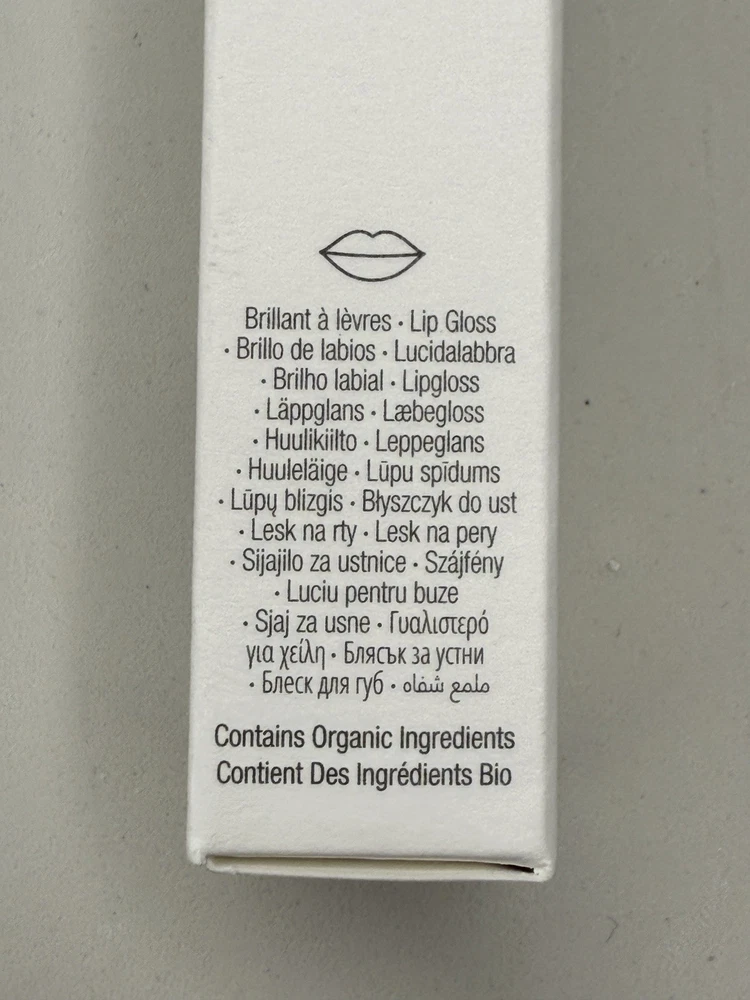 Brillant à lèvres · Lip Gloss
· Brillo de labios · Lucidalabbra
· Brilho labial · Lipgloss
· Läppglans · Læbegloss
· Huulikiilto · Leppeglans
· Huuleläige · Lūpu spīdums
· Lūpų blizgis · Błyszczyk do ust
· Lesk na rty · Lesk na pery
· Sijajilo za ustnice · Szájfény
· Luciu pentru buze
· Sjaj za usne · Γυαλιστερό
για χείλη · Блясък за устни
· Блеск для губ · ملمع شفاه
Contains Organic Ingredients
Contient Des Ingrédients Bio